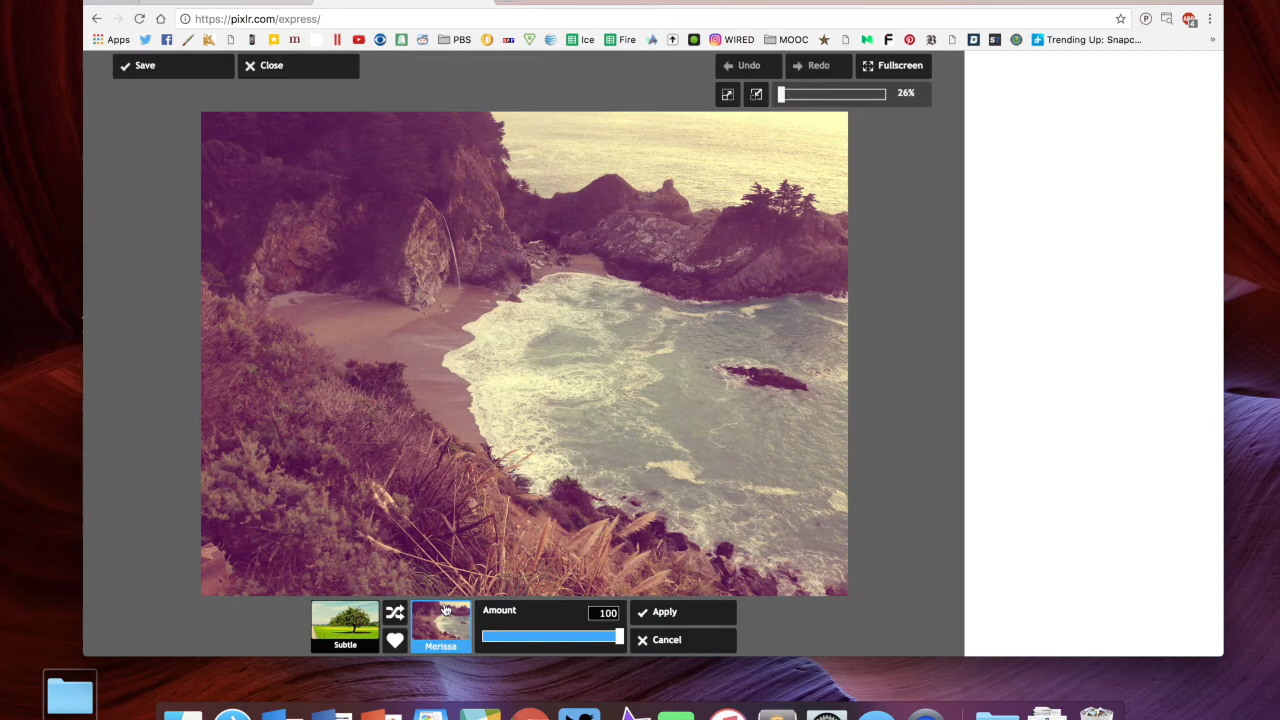 https://pixlr.com/express/
Apps
PBS
Ice
Fire
WIRED
MOOC
Trending Up: Snapc...
Save
Close
Undo
Redo
Fullscreen
26%
Subtle
Merissa
Amount
100
Apply
Cancel